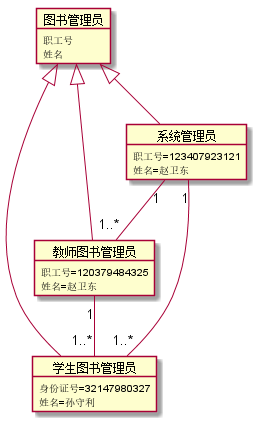 图书管理员
职工号
姓名
系统管理员
职工号=123407923121
姓名=赵卫东
1
1
1..*
教师图书管理员
职工号=120379484325
姓名=赵卫东
1
1..*
1..*
学生图书管理员
身份证号=32147980327
姓名=孙守利